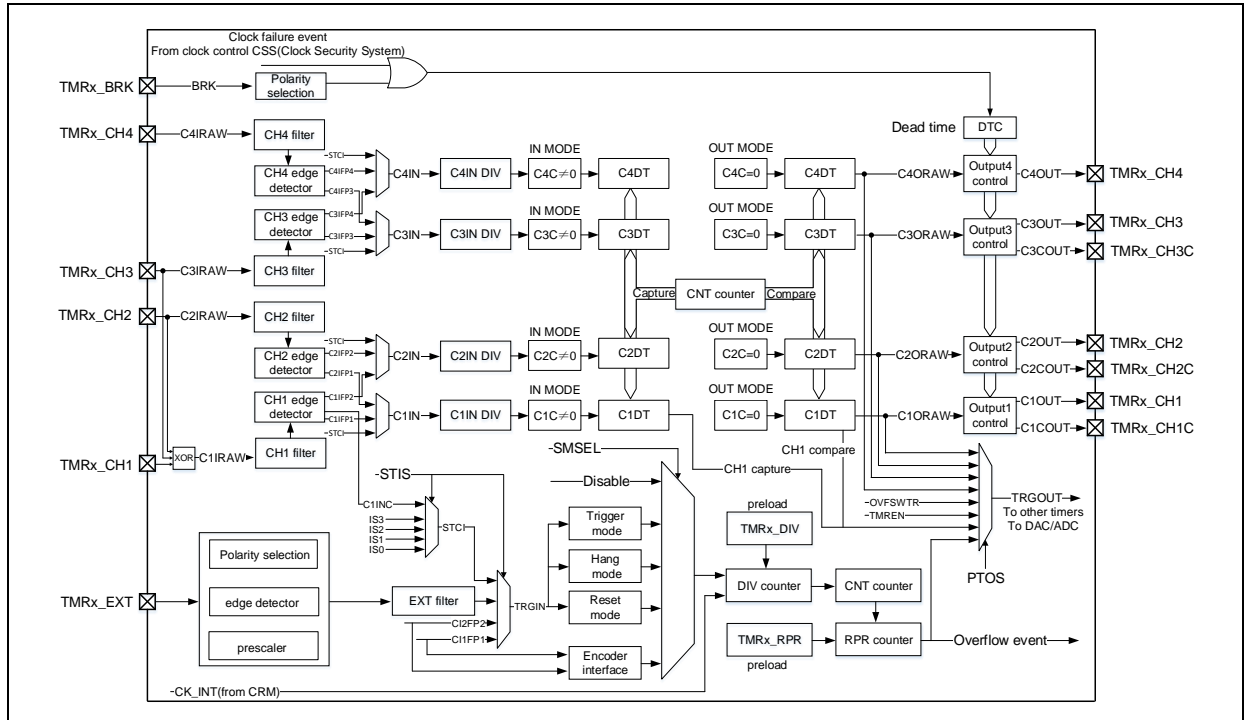 Clock failure event
From clock control CSS(Clock Security System)
TMRx_BRK
BRK
Polarity
selection
TMRx_CH4
C4IRAW
CH4 filter
Dead time
DTC
STCI
C4IFP4
C4IFP3
CH4 edge
detector
C4IN
C4IN DIV
IN MODE
C4C≠0
C4DT
OUT MODE
C4C=0
C4DT
C4ORAW
Output4
control
C4OUT
TMRx_CH4
CH3 edge
detector
C3IFP4
C3IFP3
STCI
C3IN
C3IN DIV
IN MODE
C3C≠0
C3DT
OUT MODE
C3C=0
C3DT
C3ORAW
Output3
control
C3OUT
TMRx_CH3
C3COUT
TMRx_CH3C
TMRx_CH3
C3IRAW
CH3 filter
Capture
CNT counter
Compare
TMRx_CH2
C2IRAW
CH2 filter
STCI
C2IFP2
C2IFP1
CH2 edge
detector
C2IN
C2IN DIV
IN MODE
C2C≠0
C2DT
OUT MODE
C2C=0
C2DT
C2ORAW
Output2
control
C2OUT
TMRx_CH2
C2COUT
TMRx_CH2C
CH1 edge
detector
C1IFP2
C1IFP1
STCI
C1IN
C1IN DIV
IN MODE
C1C≠0
C1DT
OUT MODE
C1C=0
C1DT
C1ORAW
Output1
control
C1OUT
TMRx_CH1
C1COUT
TMRx_CH1C
TMRx_CH1
XOR
C1IRAW
CH1 filter
CH1 capture
CH1 compare
STIS
SMSEL
Disable
C1INC
IS3
IS2
IS1
IS0
STCI
Trigger
mode
Hang
mode
Reset
mode
Encoder
interface
preload
TMRx_DIV
OVFSWTR
TMREN
TRGOUT
To other timers
To DAC/ADC
PTOS
TMRx_EXT
Polarity selection
edge detector
prescaler
EXT filter
CI2FP2
CI1FP1
TRGIN
DIV counter
CNT counter
TMRx_RPR
preload
RPR counter
Overflow event
CK_INT(from CRM)